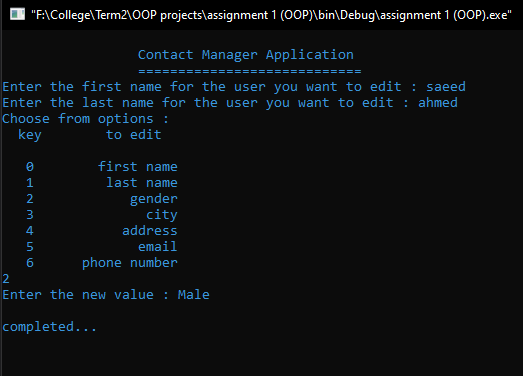 "F:\College\Term2\OOP projects\assignment 1 (OOP)\bin\Debug\assignment 1 (OOP).exe"
Contact Manager Application
============================
Enter the first name for the user you want to edit : saeed
Enter the last name for the user you want to edit : ahmed
Choose from options :
key to edit
0 first name
1 last name
2 gender
3 city
4 address
5 email
6 phone number
2
Enter the new value : Male
completed...